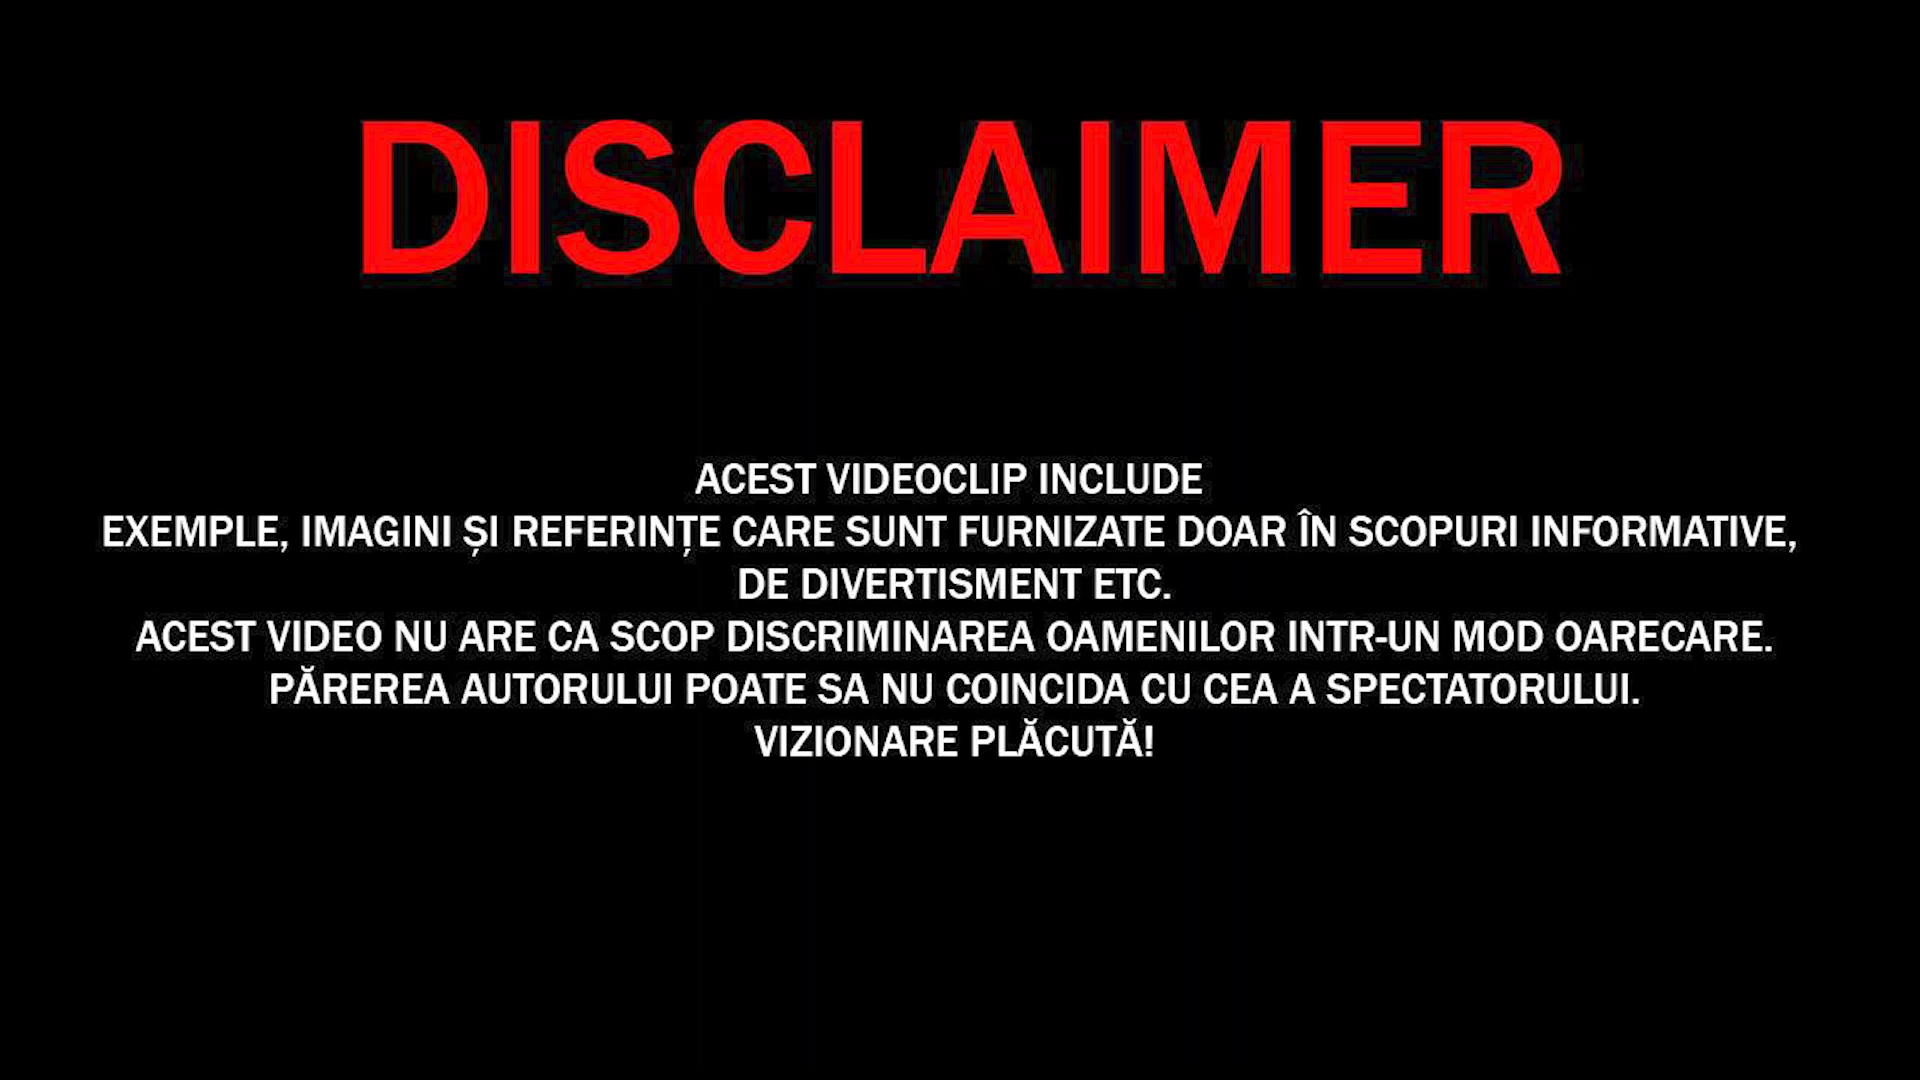 DISCLAIMER
ACEST VIDEOCLIP INCLUDE
EXEMPLE, IMAGINI ȘI REFERINȚE CARE SUNT FURNIZATE DOAR ÎN SCOPURI INFORMATIVE,
DE DIVERTISMENT ETC.
ACEST VIDEO NU ARE CA SCOP DISCRIMINAREA OAMENILOR INTR-UN MOD OARECARE.
PĂREREA AUTORULUI POATE SA NU COINCIDA CU CEA A SPECTATORULUI.
VIZIONARE PLĂCUTĂ!